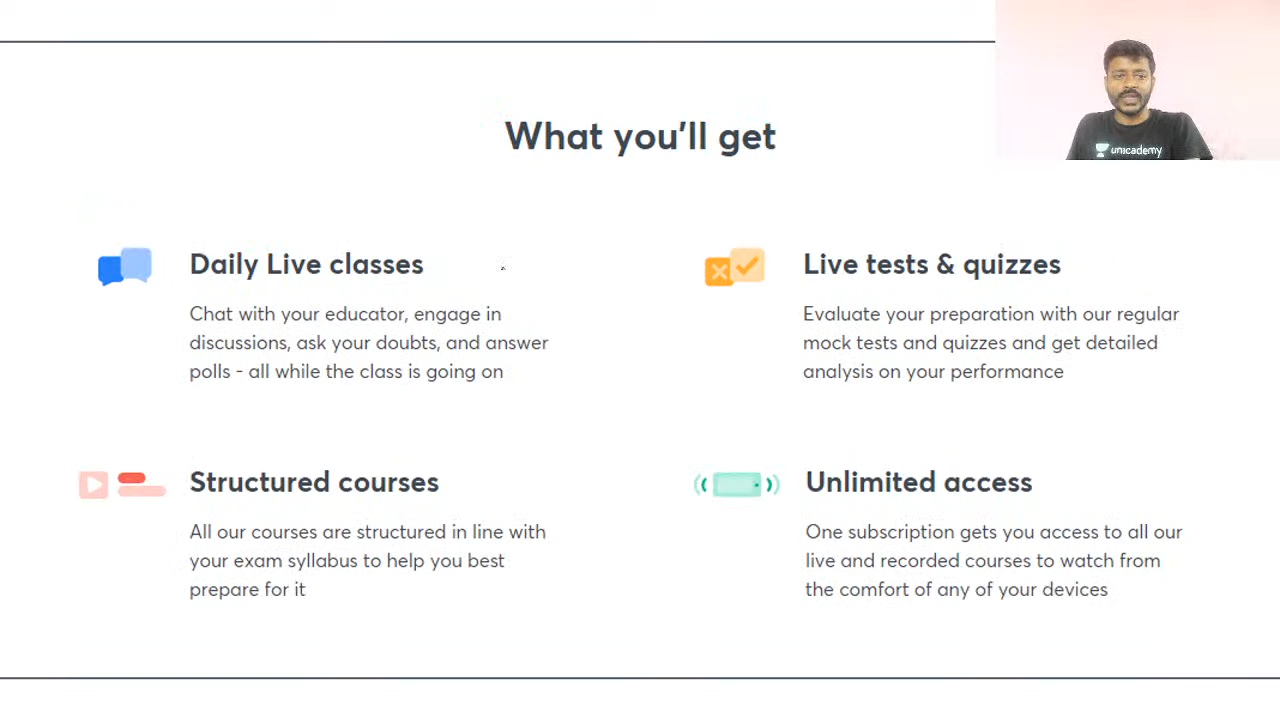 What you'll get
unacademy
Daily Live classes
Chat with your educator, engage in
discussions, ask your doubts, and answer
polls - all while the class is going on
Live tests & quizzes
Evaluate your preparation with our regular
mock tests and quizzes and get detailed
analysis on your performance
Structured courses
All our courses are structured in line with
your exam syllabus to help you best
prepare for it
Unlimited access
One subscription gets you access to all our
live and recorded courses to watch from
the comfort of any of your devices